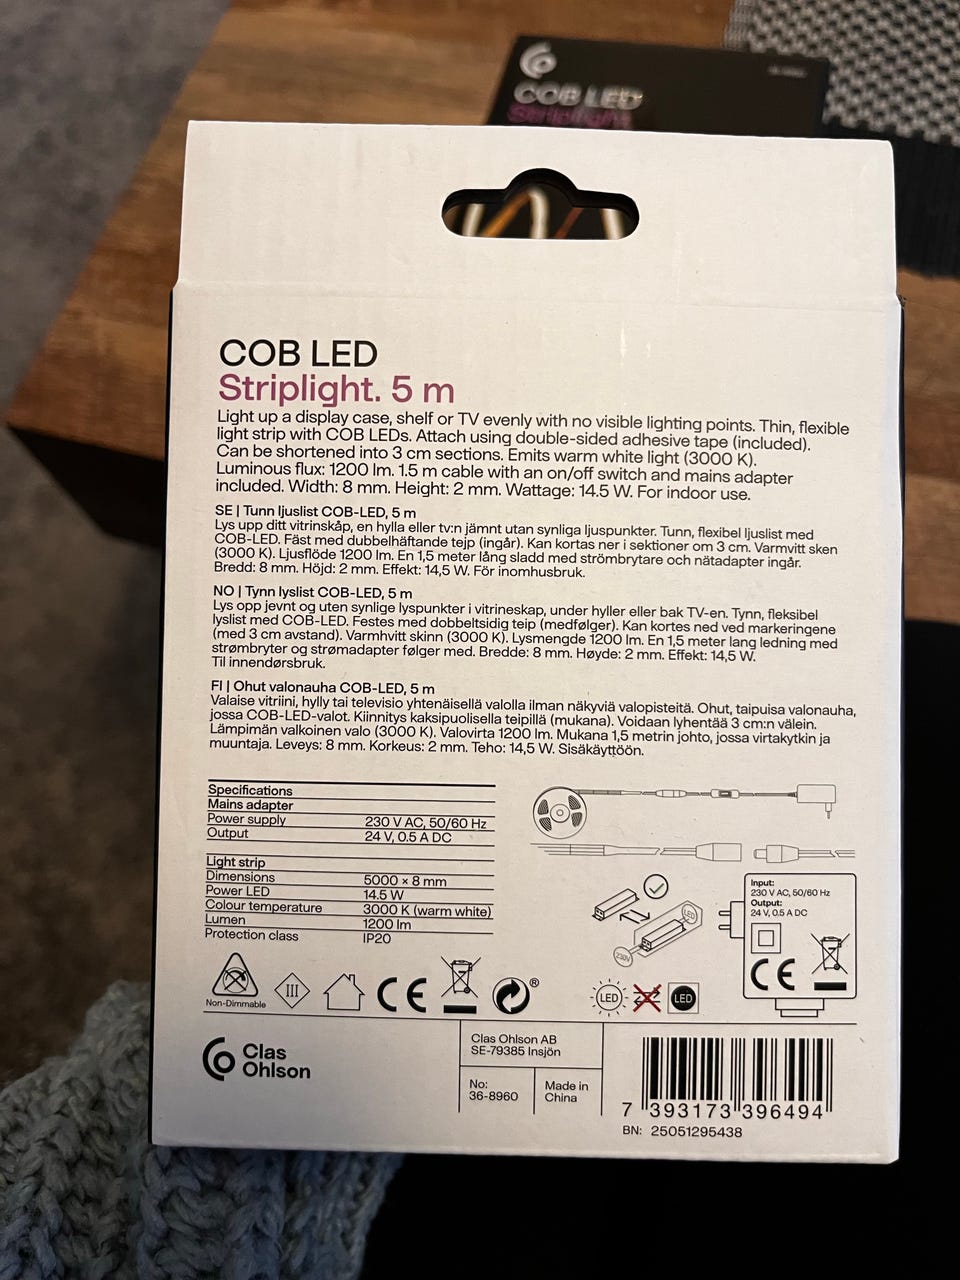 COB LED
Striplight
COB LED
Striplight. 5 m
Light up a display case, shelf or TV evenly with no visible lighting points. Thin, flexible
light strip with COB LEDs. Attach using double-sided adhesive tape (included).
Can be shortened into 3 cm sections. Emits warm white light (3000 K).
Luminous flux: 1200 lm. 1.5 m cable with an on/off switch and mains adapter
included. Width: 8 mm. Height: 2 mm. Wattage: 14.5 W. For indoor use.
SE | Tunn ljuslist COB-LED, 5 m
Lys upp ditt vitrinskåp, en hylla eller tv:n jämnt utan synliga ljuspunkter. Tunn, flexibel ljuslist med
COB-LED. Fäst med dubbelhäftande tejp (ingår). Kan kortas ner i sektioner om 3 cm. Varmvitt sken
(3000 K). Ljusflöde 1200 lm. En 1,5 meter lång sladd med strömbrytare och nätadapter ingår.
Bredd: 8 mm. Höjd: 2 mm. Effekt: 14,5 W. För inomhusbruk.
NO | Tynn lyslist COB-LED, 5 m
Lys opp jevnt og uten synlige lyspunkter i vitrineskap, under hyller eller bak TV-en. Tynn, fleksibel
lyslist med COB-LED. Festes med dobbeltsidig teip (medfølger). Kan kortes ned ved markeringene
(med 3 cm avstand). Varmhvitt skinn (3000 K). Lysmengde 1200 lm. En 1,5 meter lang ledning med
strømbryter og strømadapter følger med. Bredde: 8 mm. Høyde: 2 mm. Effekt: 14,5 W.
Til innendørsbruk.
FI | Ohut valonauha COB-LED, 5 m
Valaise vitriini, hylly tai televisio yhtenäisellä valolla ilman näkyviä valopisteitä. Ohut, taipuisa valonauha,
jossa COB-LED-valot. Kiinnitys kaksipuolisella teipillä (mukana). Voidaan lyhentää 3 cm:n välein.
Lämpimän valkoinen valo (3000 K). Valovirta 1200 lm. Mukana 1,5 metrin johto, jossa virtakytkin ja
muuntaja. Leveys: 8 mm. Korkeus: 2 mm. Teho: 14,5 W. Sisäkäyttöön.
Specifications
Mains adapter
Power supply 230 V AC, 50/60 Hz
Output 24 V, 0.5 A DC
Light strip
Dimensions 5000 × 8 mm
Power LED 14.5 W
Colour temperature 3000 K (warm white)
Lumen 1200 lm
Protection class IP20
LED
230V
Input:
230 V AC, 50/60 Hz
Output:
24 V, 0.5 A DC
CE
Non-Dimmable
III
CE
®
LED
LED
Clas
Ohlson
Clas Ohlson AB
SE-79385 Insjön
No:
36-8960
Made in
China
7 393173 396494
BN: 25051295438